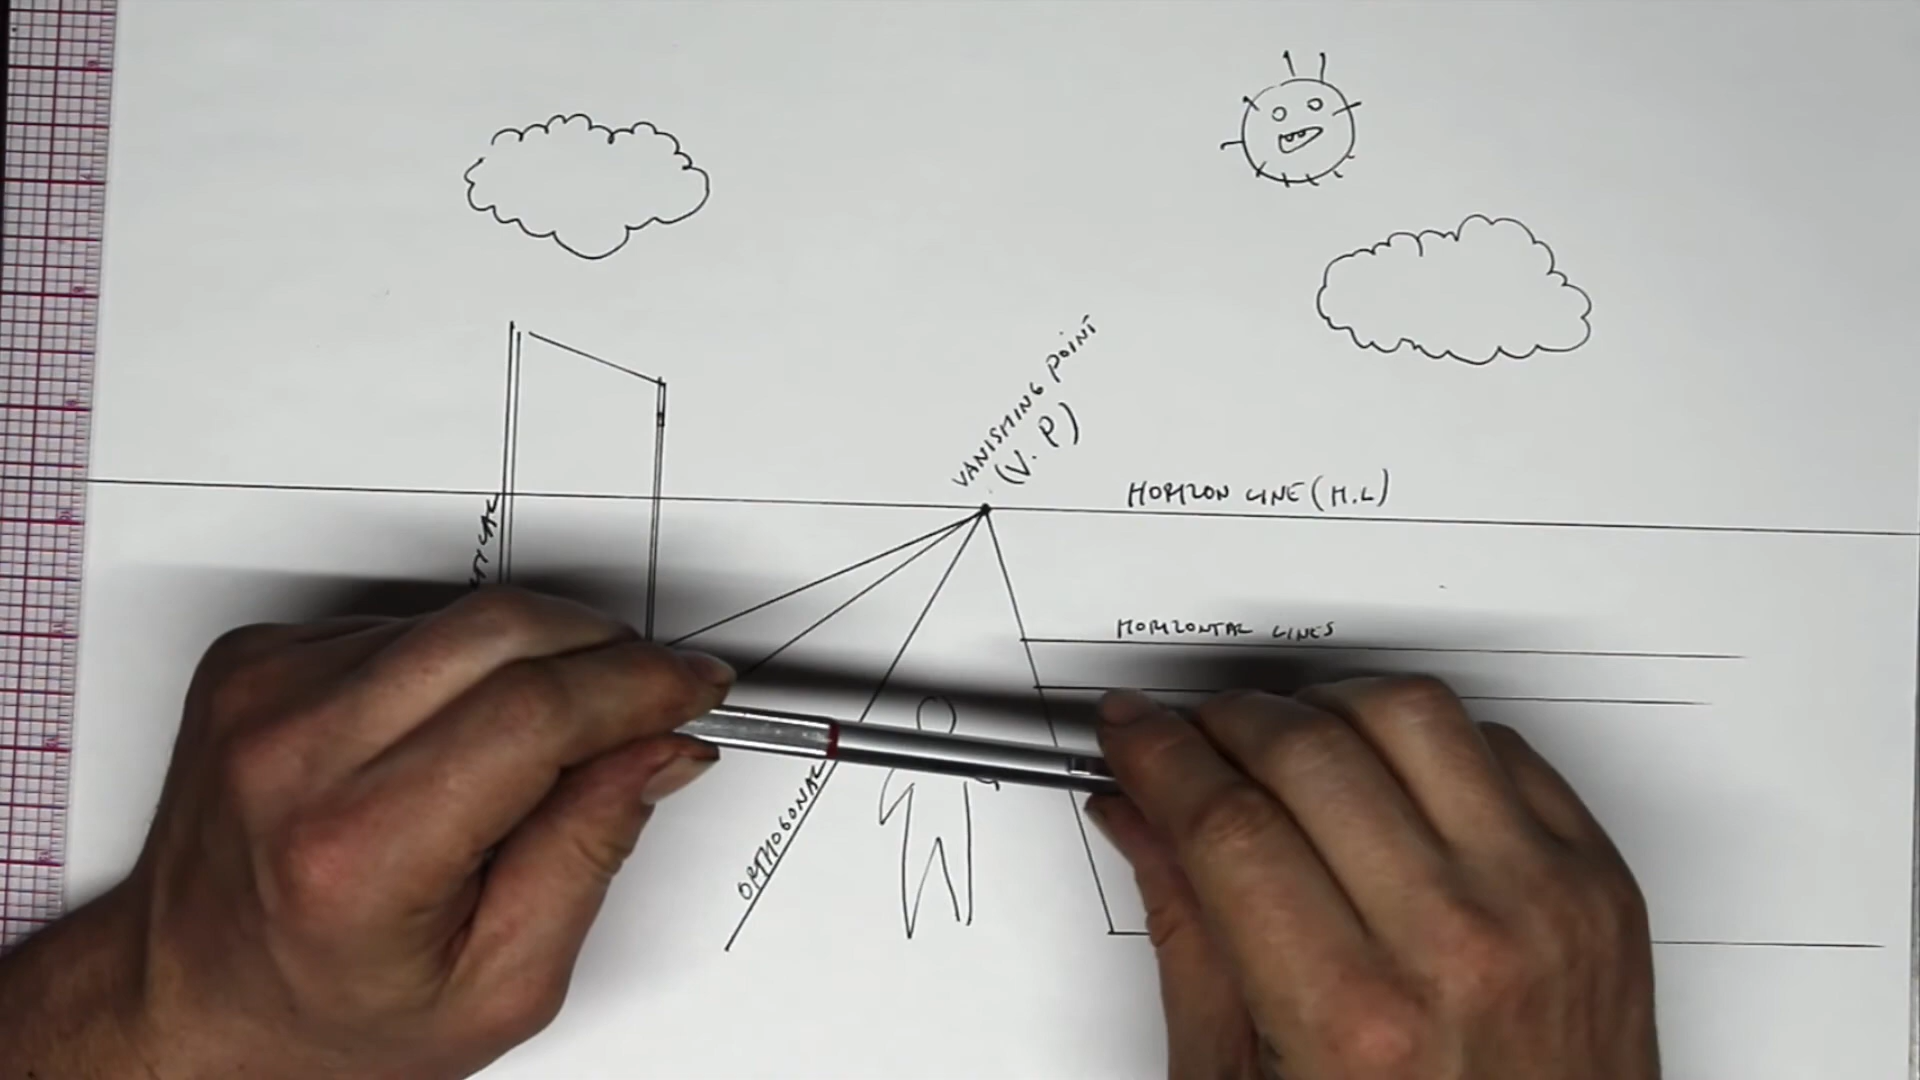 VANISHING POINT
(V.P)
HORIZON LINE (H.L)
HORIZONTAL LINES
ORTHOGONAL